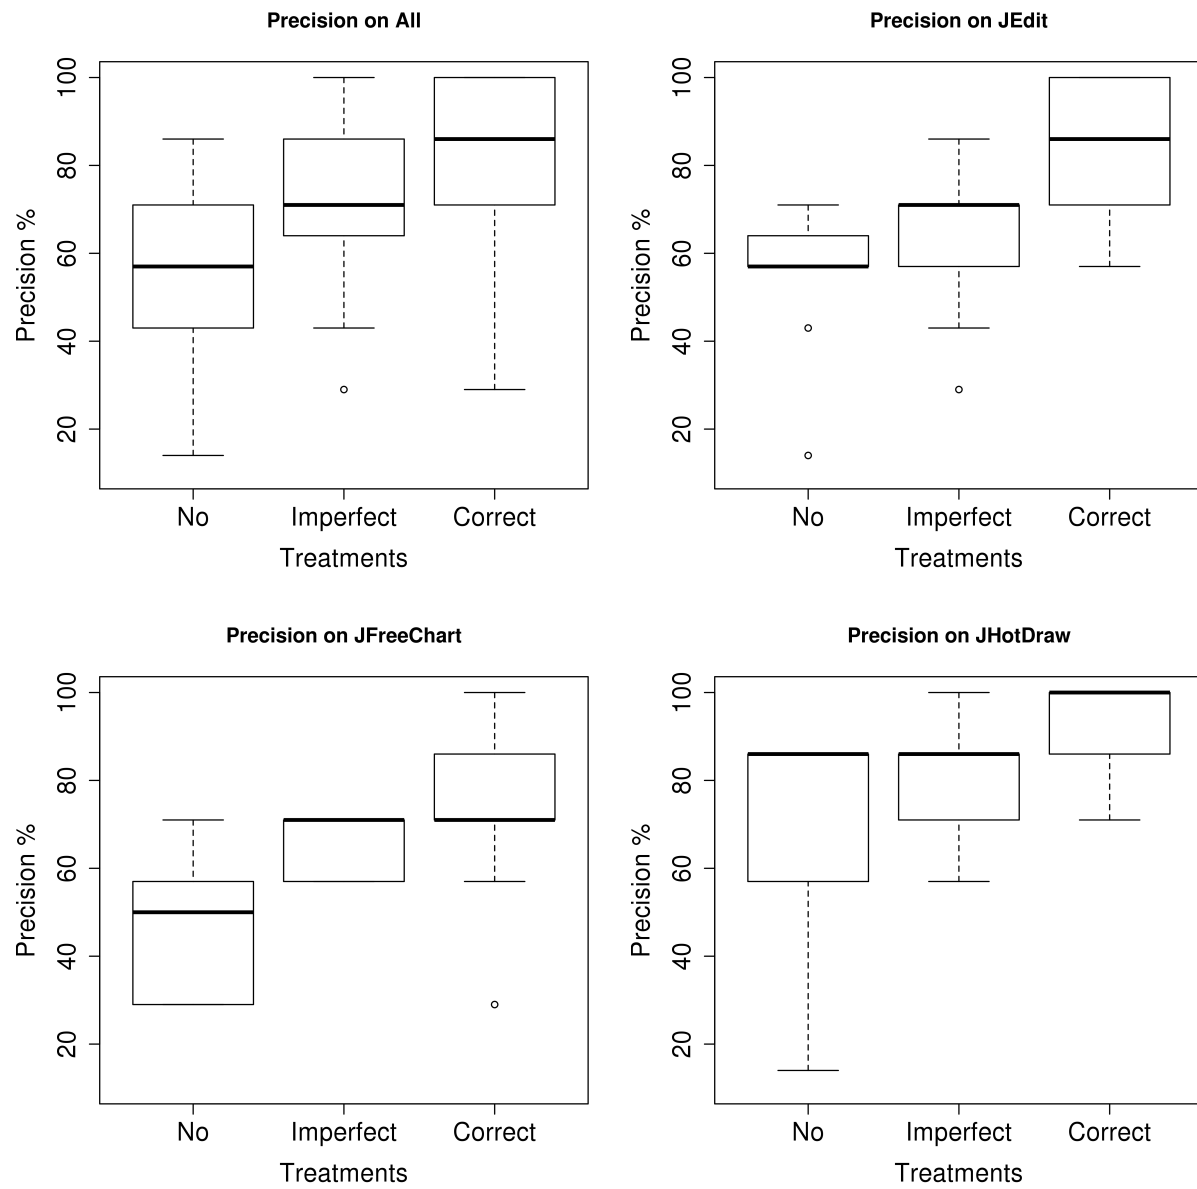 Precision on All
Precision %
100
80
60
40
20
No Imperfect Correct
Treatments
Precision on JEdit
Precision %
100
80
60
40
20
No Imperfect Correct
Treatments
Precision on JFreeChart
Precision %
100
80
60
40
20
No Imperfect Correct
Treatments
Precision on JHotDraw
Precision %
100
80
60
40
20
No Imperfect Correct
Treatments